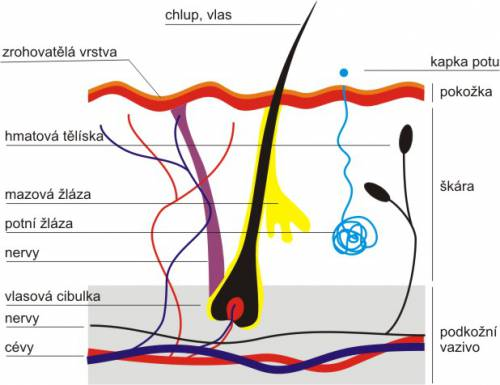 chlup, vlas
zrohovatělá vrstva
kapka potu
pokožka
hmatová tělíska
škára
mazová žláza
potní žláza
nervy
vlasová cibulka
nervy
cévy
podkožní
vazivo